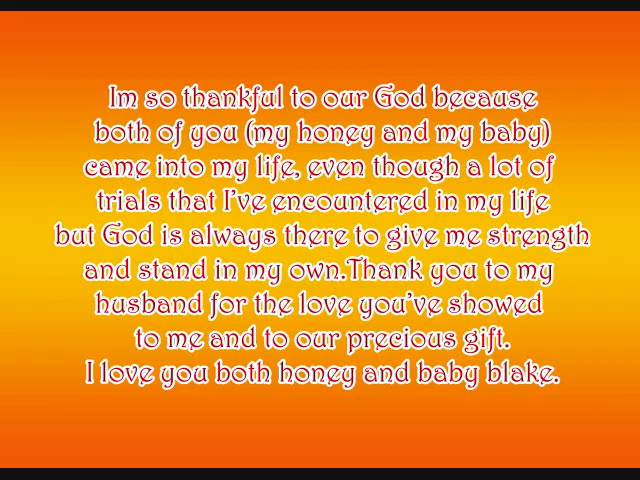 Im so thankful to our God because
both of you (my honey and my baby)
came into my life, even though a lot of
trials that I've encountered in my life
but God is always there to give me strength
and stand in my own.Thank you to my
husband for the love you've showed
to me and to our precious gift.
I love you both honey and baby blake.